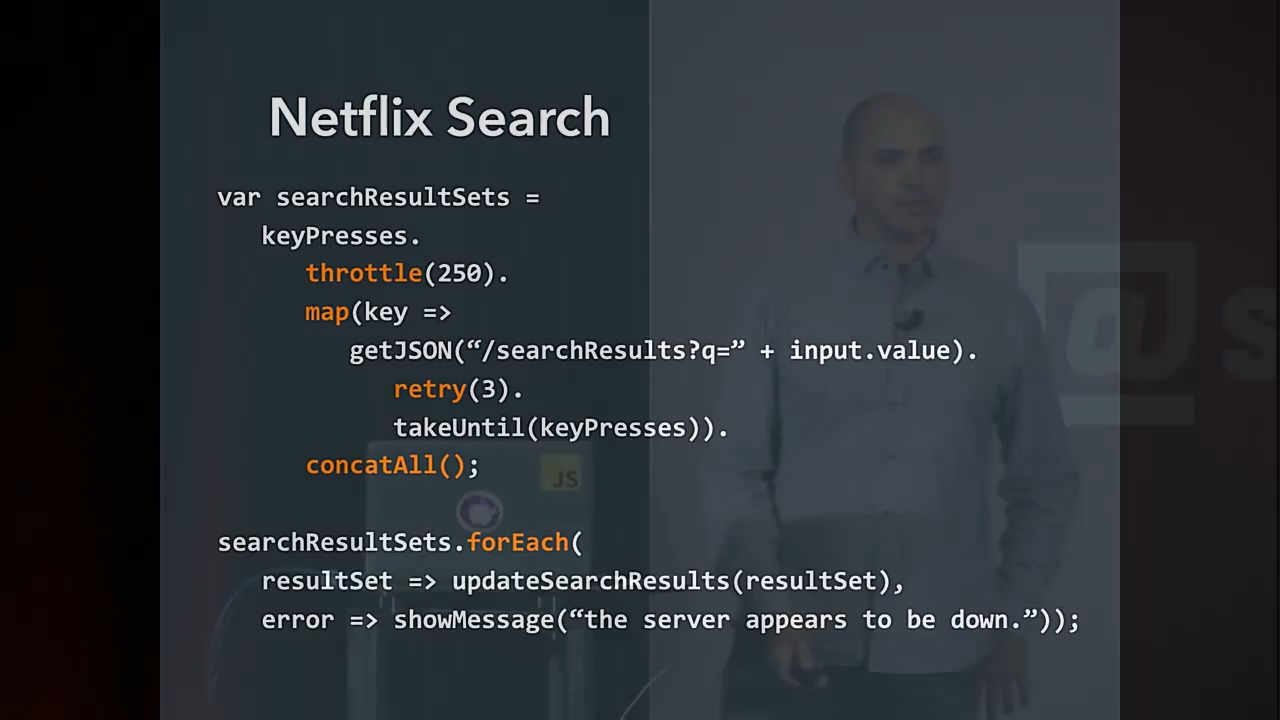 Netflix Search
var searchResultSets =
keyPresses.
throttle(250).
map(key =>
getJSON(“/searchResults?q=” + input.value).
retry(3).
takeUntil(keyPresses)).
concatAll();
JS
searchResultSets.forEach(
resultSet => updateSearchResults(resultSet),
error => showMessage(“the server appears to be down.”));
@s